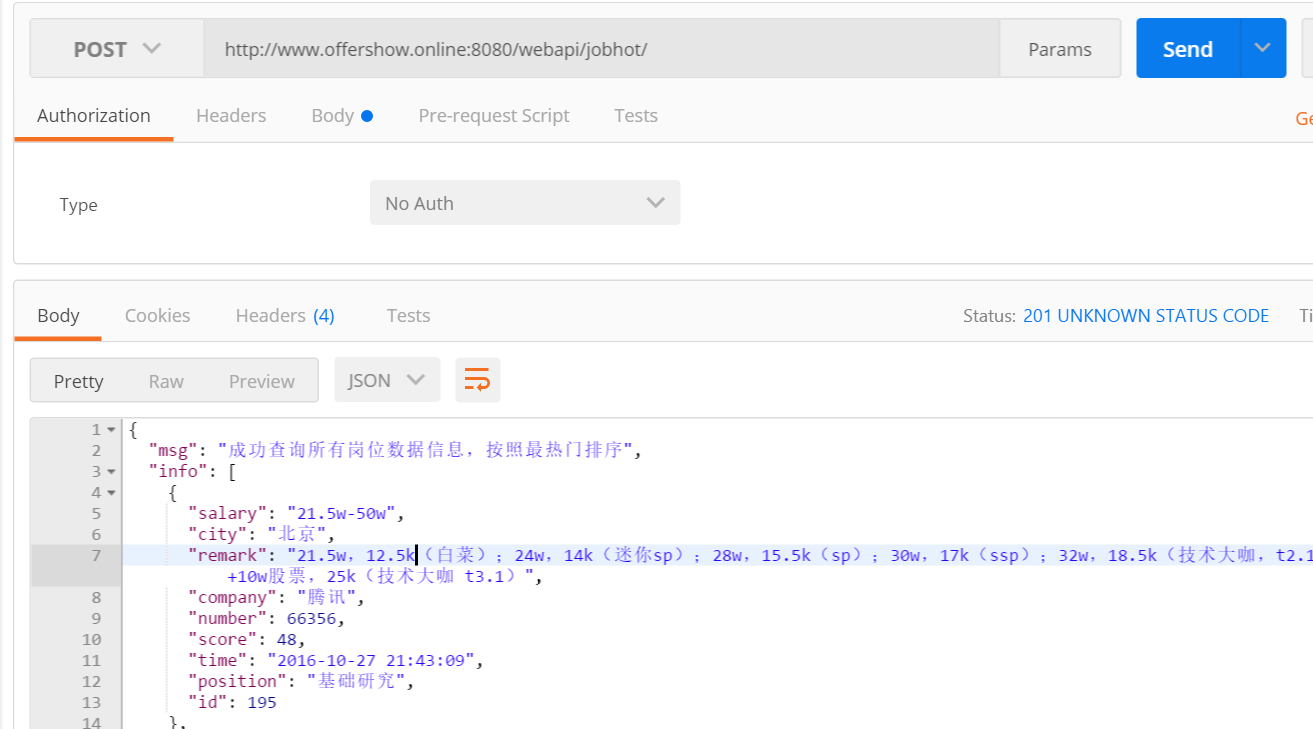 POST http://www.offershow.online:8080/webapi/jobhot/ Params Send
Authorization Headers Body Pre-request Script Tests Ge
Type No Auth
Body Cookies Headers (4) Tests Status: 201 UNKNOWN STATUS CODE Ti
Pretty Raw Preview JSON
1 {
2 "msg": "成功查询所有岗位数据信息，按照最热门排序",
3 "info": [
4 {
5 "salary": "21.5w-50w",
6 "city": "北京",
7 "remark": "21.5w，12.5k（白菜）；24w，14k（迷你sp）；28w，15.5k（sp）；30w，17k（ssp）；32w，18.5k（技术大咖，t2.1
+10w股票，25k（技术大咖 t3.1）",
8 "company": "腾讯",
9 "number": 66356,
10 "score": 48,
11 "time": "2016-10-27 21:43:09",
12 "position": "基础研究",
13 "id": 195
14 },